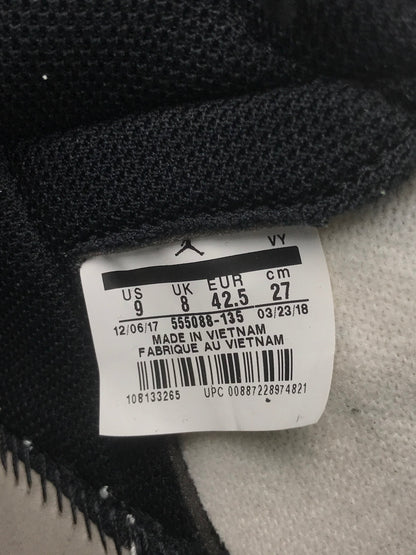 VY
US UK EUR cm
9 8 42.5 27
12/06/17 555088-135 03/23/18
MADE IN VIETNAM
FABRIQUE AU VIETNAM
108133265 UPC 00887228974821